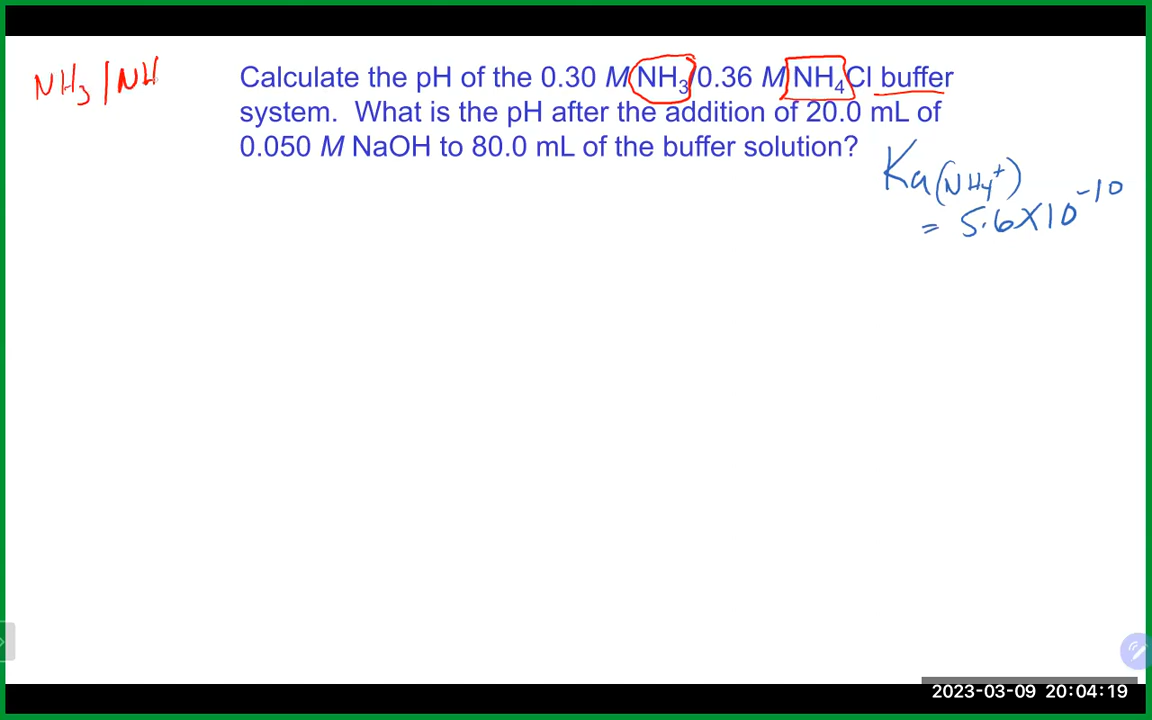 NH3/NH
Calculate the pH of the 0.30 M NH3/0.36 M NH4Cl buffer
system. What is the pH after the addition of 20.0 mL of
0.050 M NaOH to 80.0 mL of the buffer solution?
Ka(NH4+)
= 5.6X10-10
2023-03-09 20:04:19